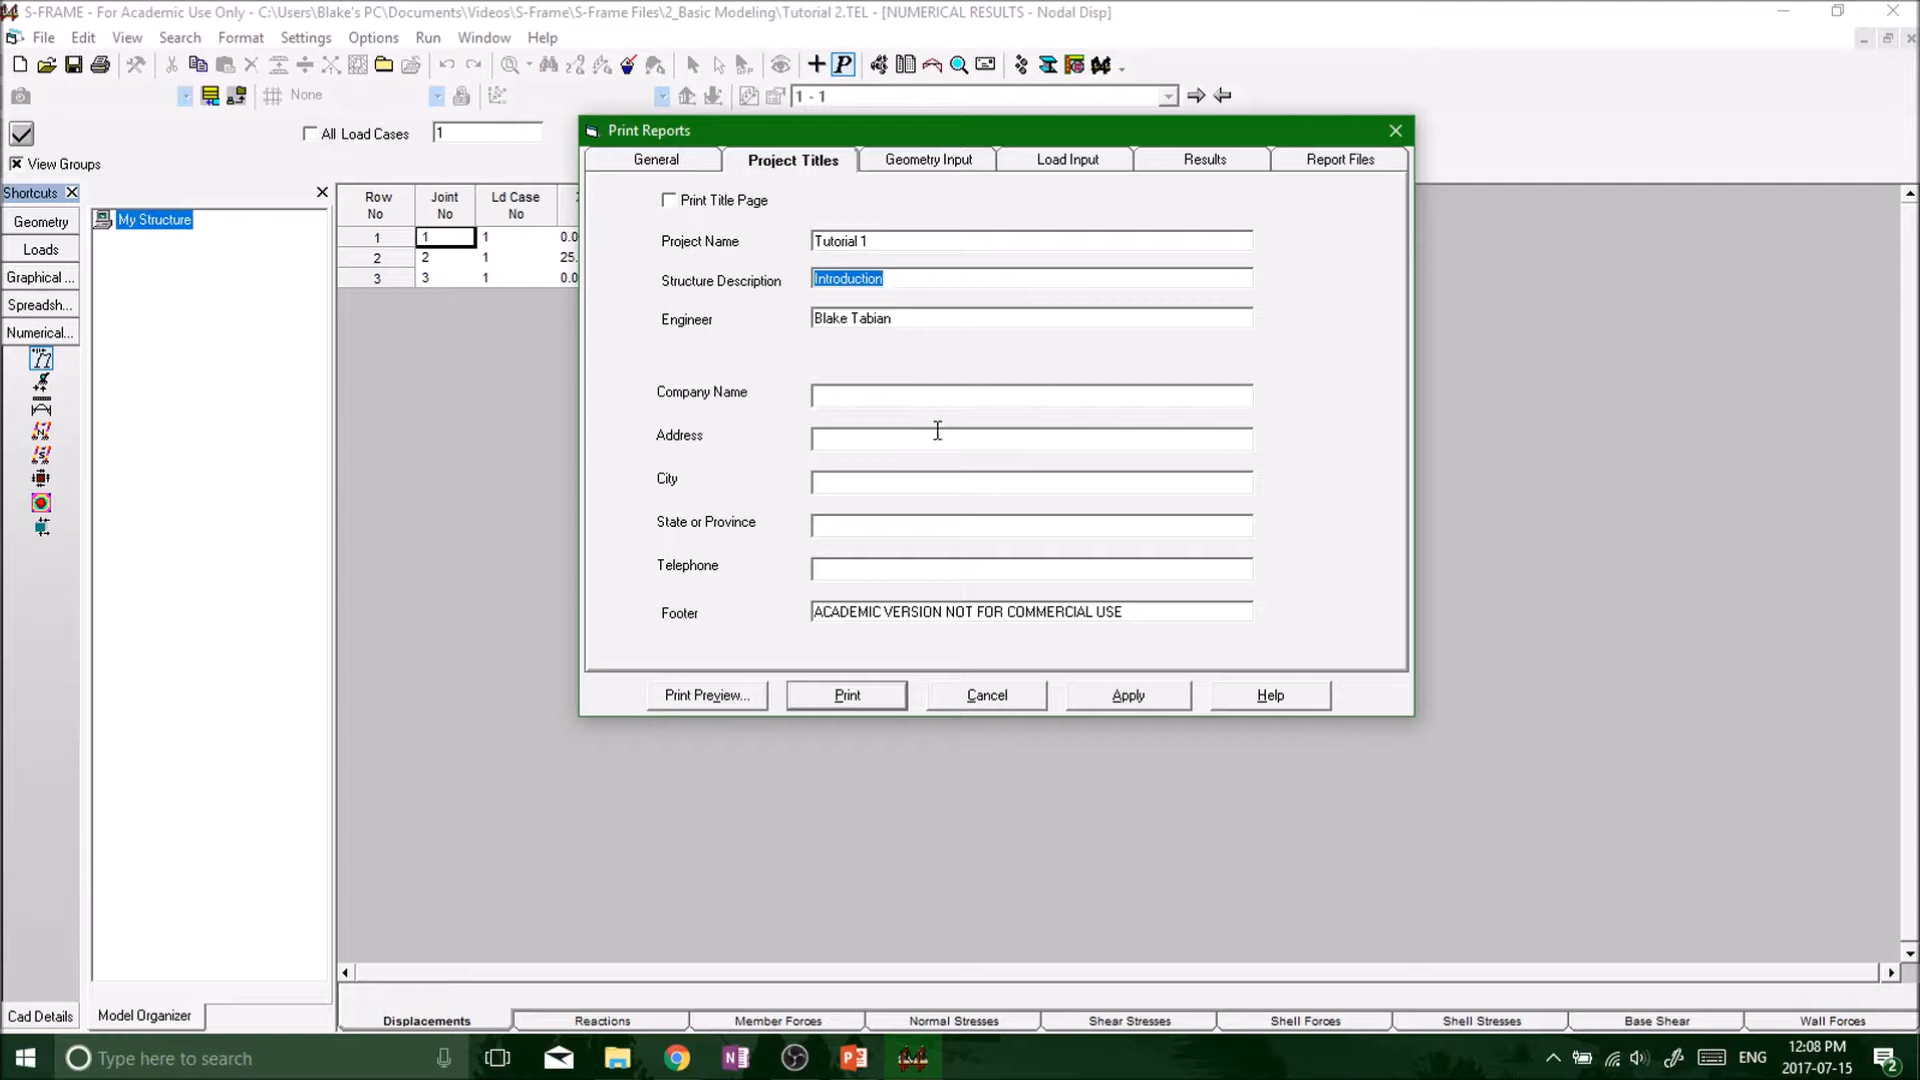 S-FRAME - For Academic Use Only - C:\Users\Blake's PC\Documents\Videos\S-Frame\S-Frame Files\2_Basic Modeling\Tutorial 2.TEL - [NUMERICAL RESULTS - Nodal Disp]
File Edit View Search Format Settings Options Run Window Help
None
1 - 1
All Load Cases 1
View Groups
Print Reports
General Project Titles Geometry Input Load Input Results Report Files
Shortcuts
Geometry
Loads
Graphical ...
Spreadsh...
Numerical...
My Structure
Row No Joint No Ld Case No
1 1 1 0.0
2 2 1 25.
3 3 1 0.0
Print Title Page
Project Name Tutorial 1
Structure Description Introduction
Engineer Blake Tabian
Company Name
Address
City
State or Province
Telephone
Footer ACADEMIC VERSION NOT FOR COMMERCIAL USE
Print Preview... Print Cancel Apply Help
Cad Details Model Organizer
Displacements Reactions Member Forces Normal Stresses Shear Stresses Shell Forces Shell Stresses Base Shear Wall Forces
Type here to search
ENG
12:08 PM
2017-07-15
2